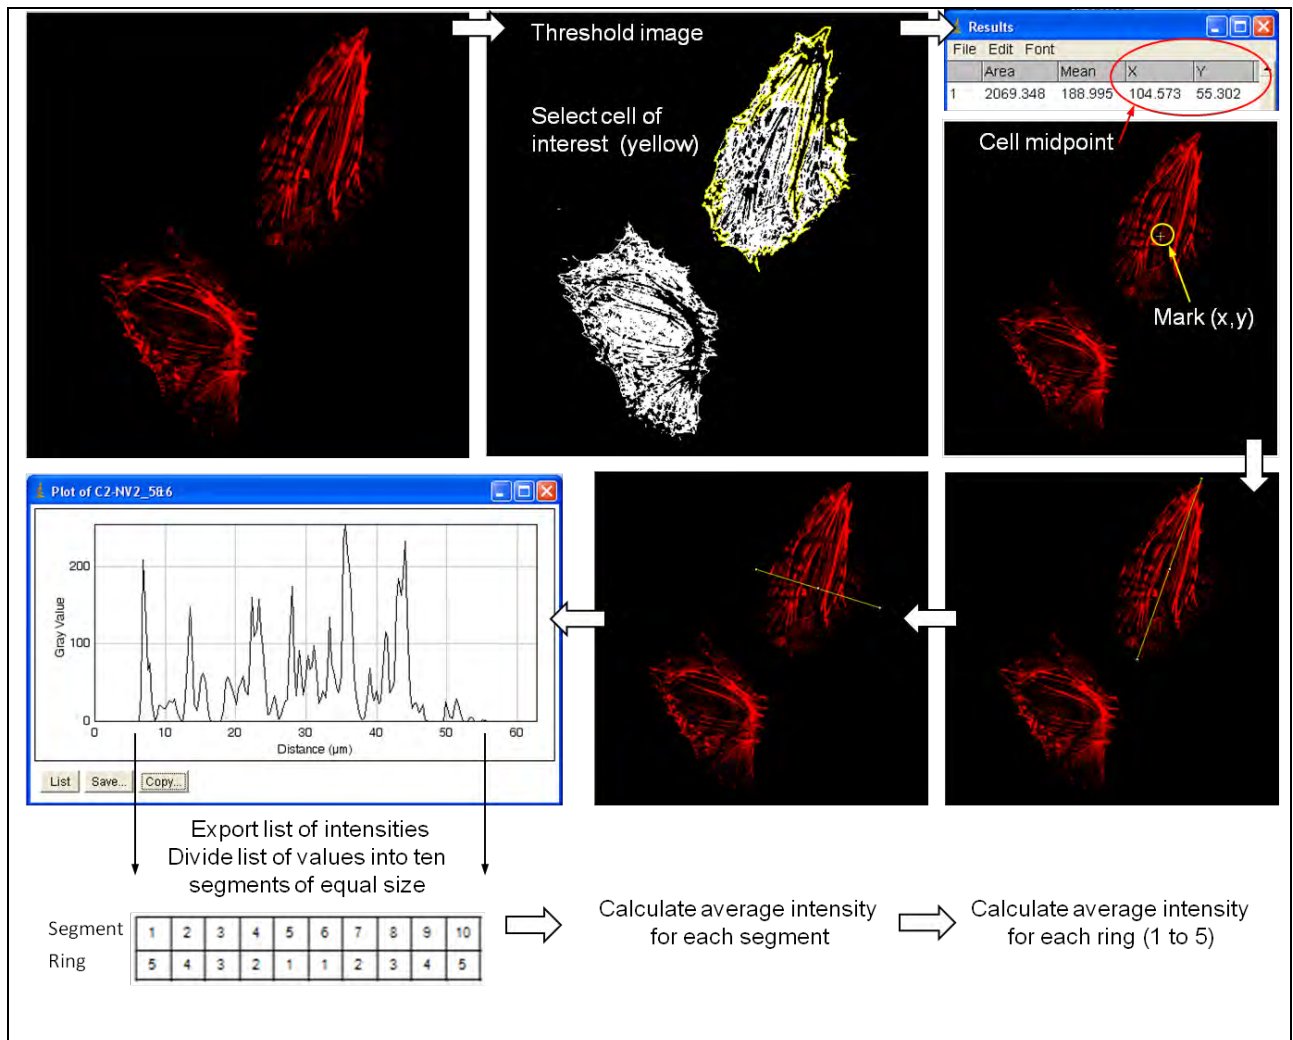 Threshold image
Select cell of
interest (yellow)
Results
File Edit Font
Area Mean X Y
1 2069.348 188.995 104.573 55.302
Cell midpoint
Mark (x,y)
Plot of C2-NV2_5&6
Gray Value
200
100
0
0 10 20 30 40 50 60
Distance (µm)
List Save... Copy...
Export list of intensities
Divide list of values into ten
segments of equal size
Segment 1 2 3 4 5 6 7 8 9 10
Ring 5 4 3 2 1 1 2 3 4 5
Calculate average intensity
for each segment
Calculate average intensity
for each ring (1 to 5)